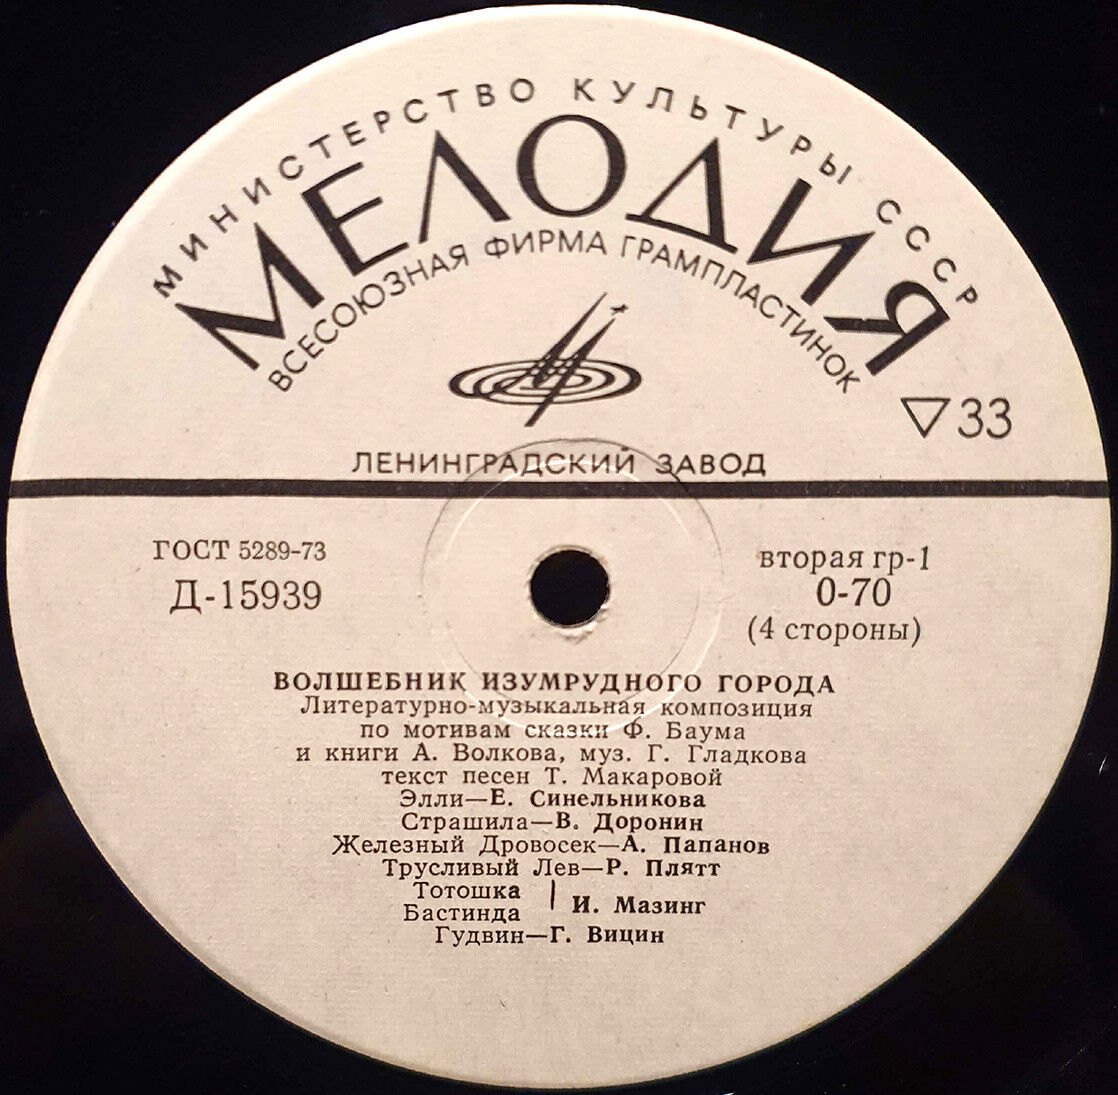 МИНИСТЕРСТВО КУЛЬТУРЫ СССР
МЕЛОДИЯ
ВСЕСОЮЗНАЯ ФИРМА ГРАМПЛАСТИНОК
▽33
ЛЕНИНГРАДСКИЙ ЗАВОД
ГОСТ 5289-73
Д-15939
вторая гр-1
0-70
(4 стороны)
ВОЛШЕБНИК ИЗУМРУДНОГО ГОРОДА
Литературно-музыкальная композиция
по мотивам сказки Ф. Баума
и книги А. Волкова, муз. Г. Гладкова
текст песен Т. Макаровой
Элли—Е. Синельникова
Страшила—В. Доронин
Железный Дровосек—А. Папанов
Трусливый Лев—Р. Плятт
Тотошка
Бастинда | И. Мазинг
Гудвин—Г. Вицин